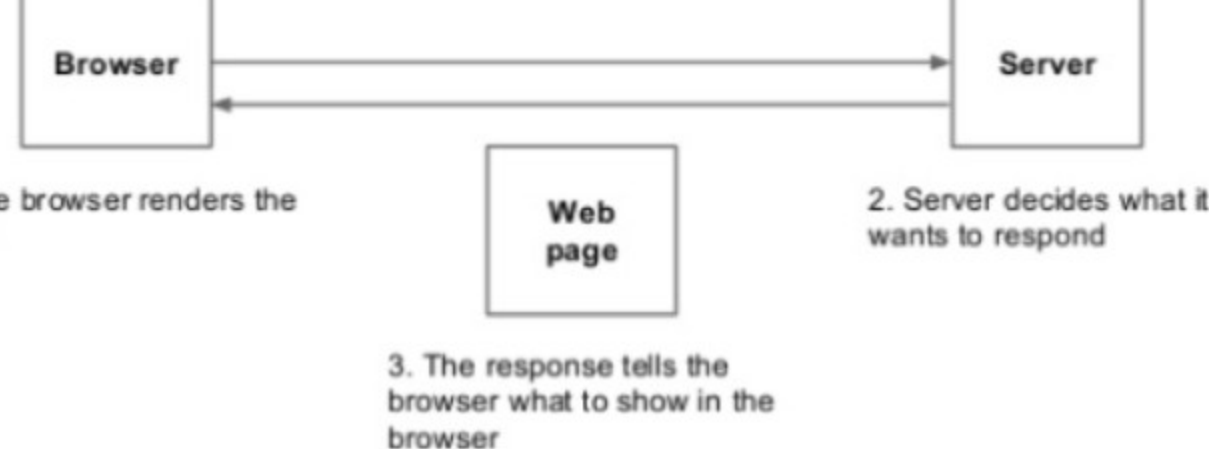 Browser
Server
e browser renders the
2. Server decides what it
wants to respond
Web
page
3. The response tells the
browser what to show in the
browser